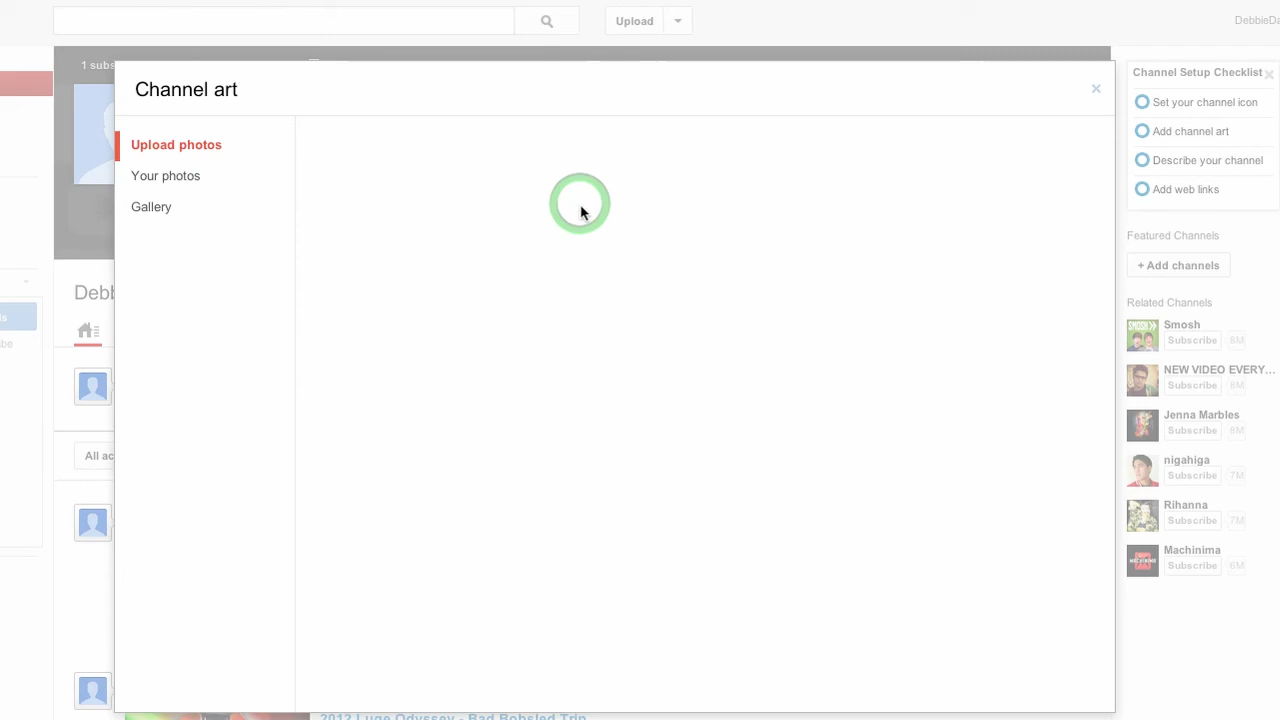 Upload
DebbieDa
1 subs
Channel art
×
Channel Setup Checklist
Upload photos
Set your channel icon
Your photos
Add channel art
Gallery
Describe your channel
Add web links
Featured Channels
+ Add channels
Debb
Related Channels
Smosh
Subscribe 8M
NEW VIDEO EVERY...
Subscribe 8M
Jenna Marbles
Subscribe 8M
All ac
nigahiga
Subscribe 7M
Rihanna
Subscribe 7M
Machinima
Subscribe 6M
2012 Luge Odyssey - Bad Bobsled Trip